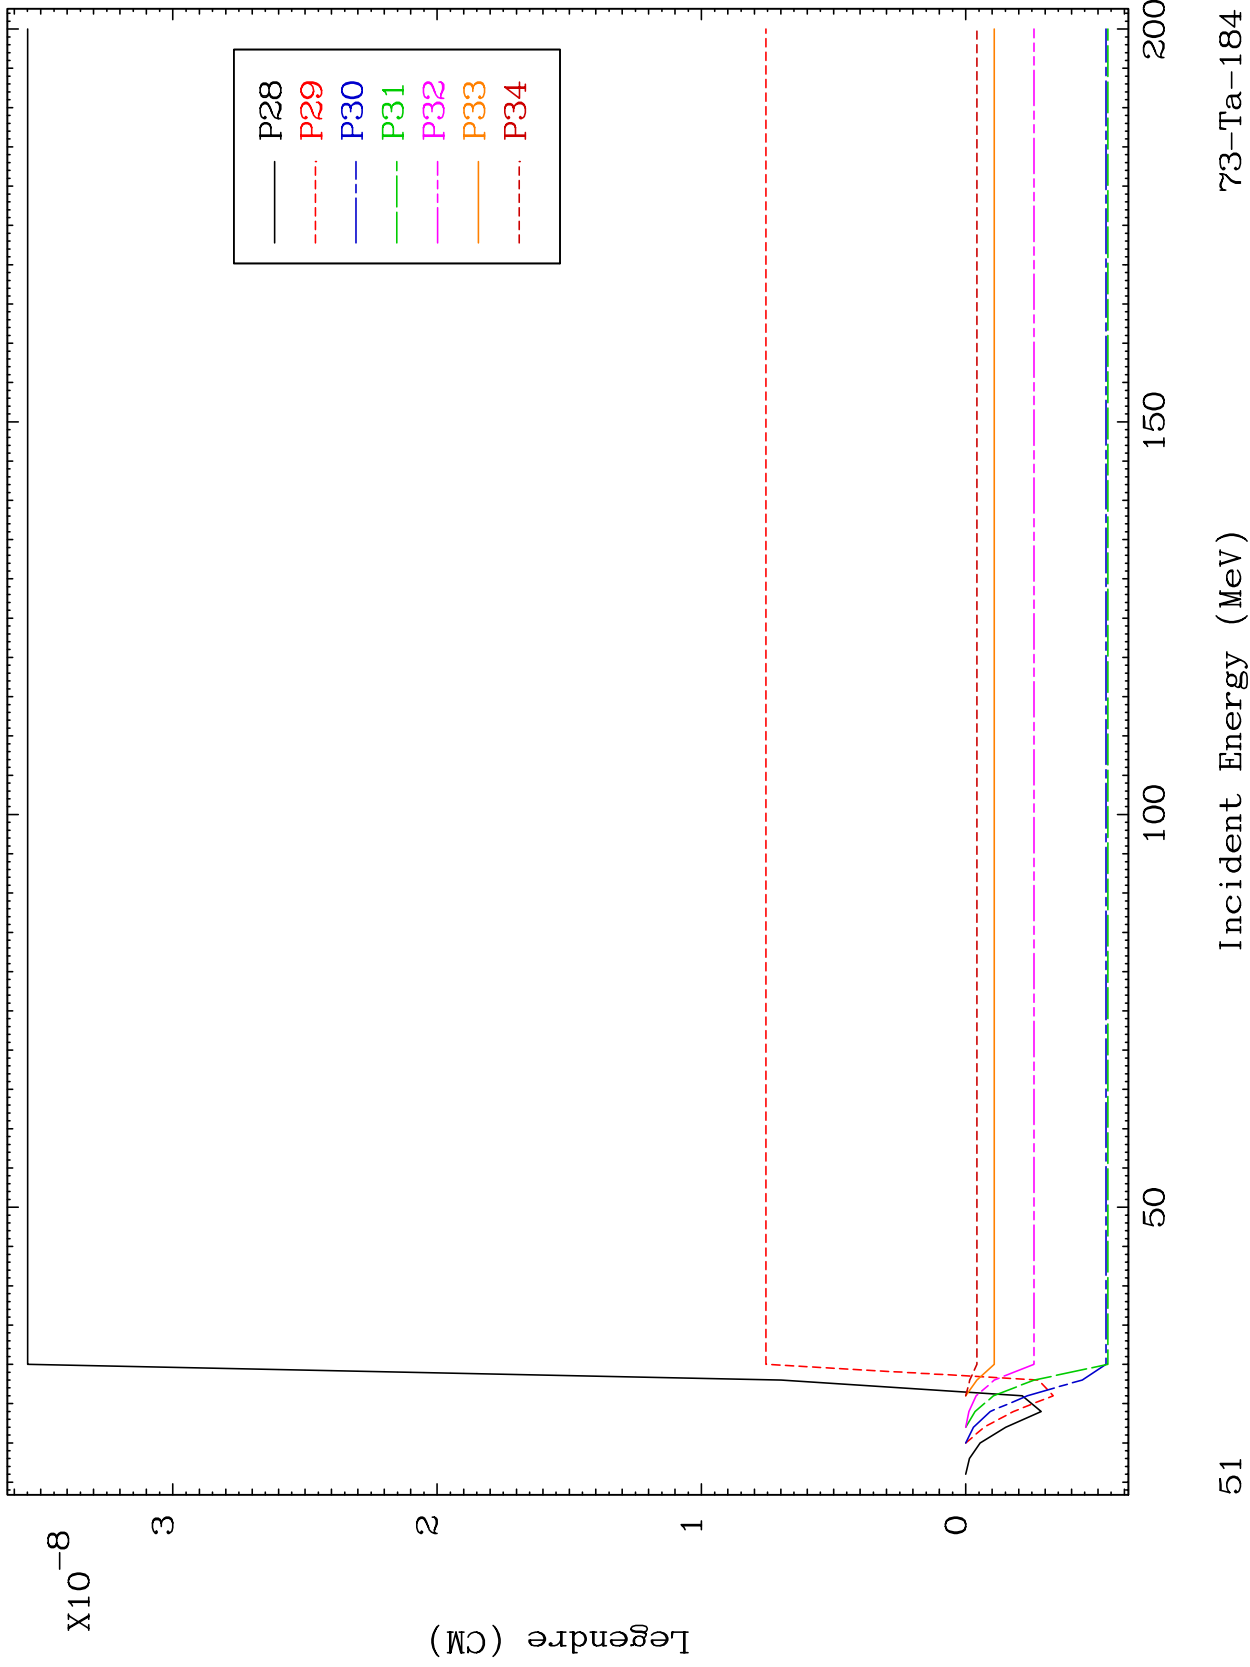 X10-8
3
2
1
0
Legendre (CM)
P28
P29
P30
P31
P32
P33
P34
50
100
150
200
Incident Energy (MeV)
51
73-Ta-184